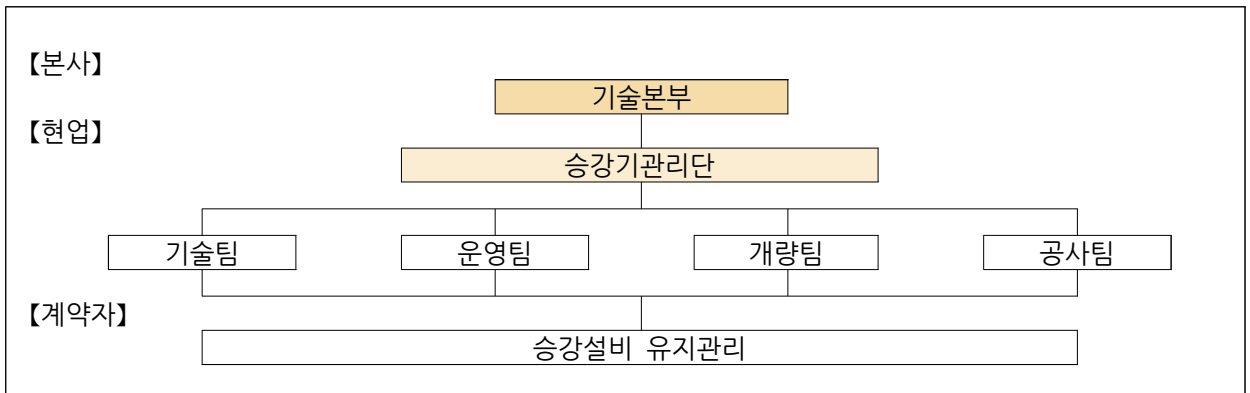 【본사】
기술본부
【현업】
승강기관리단
기술팀 운영팀 개량팀 공사팀
【계약자】
승강설비 유지관리